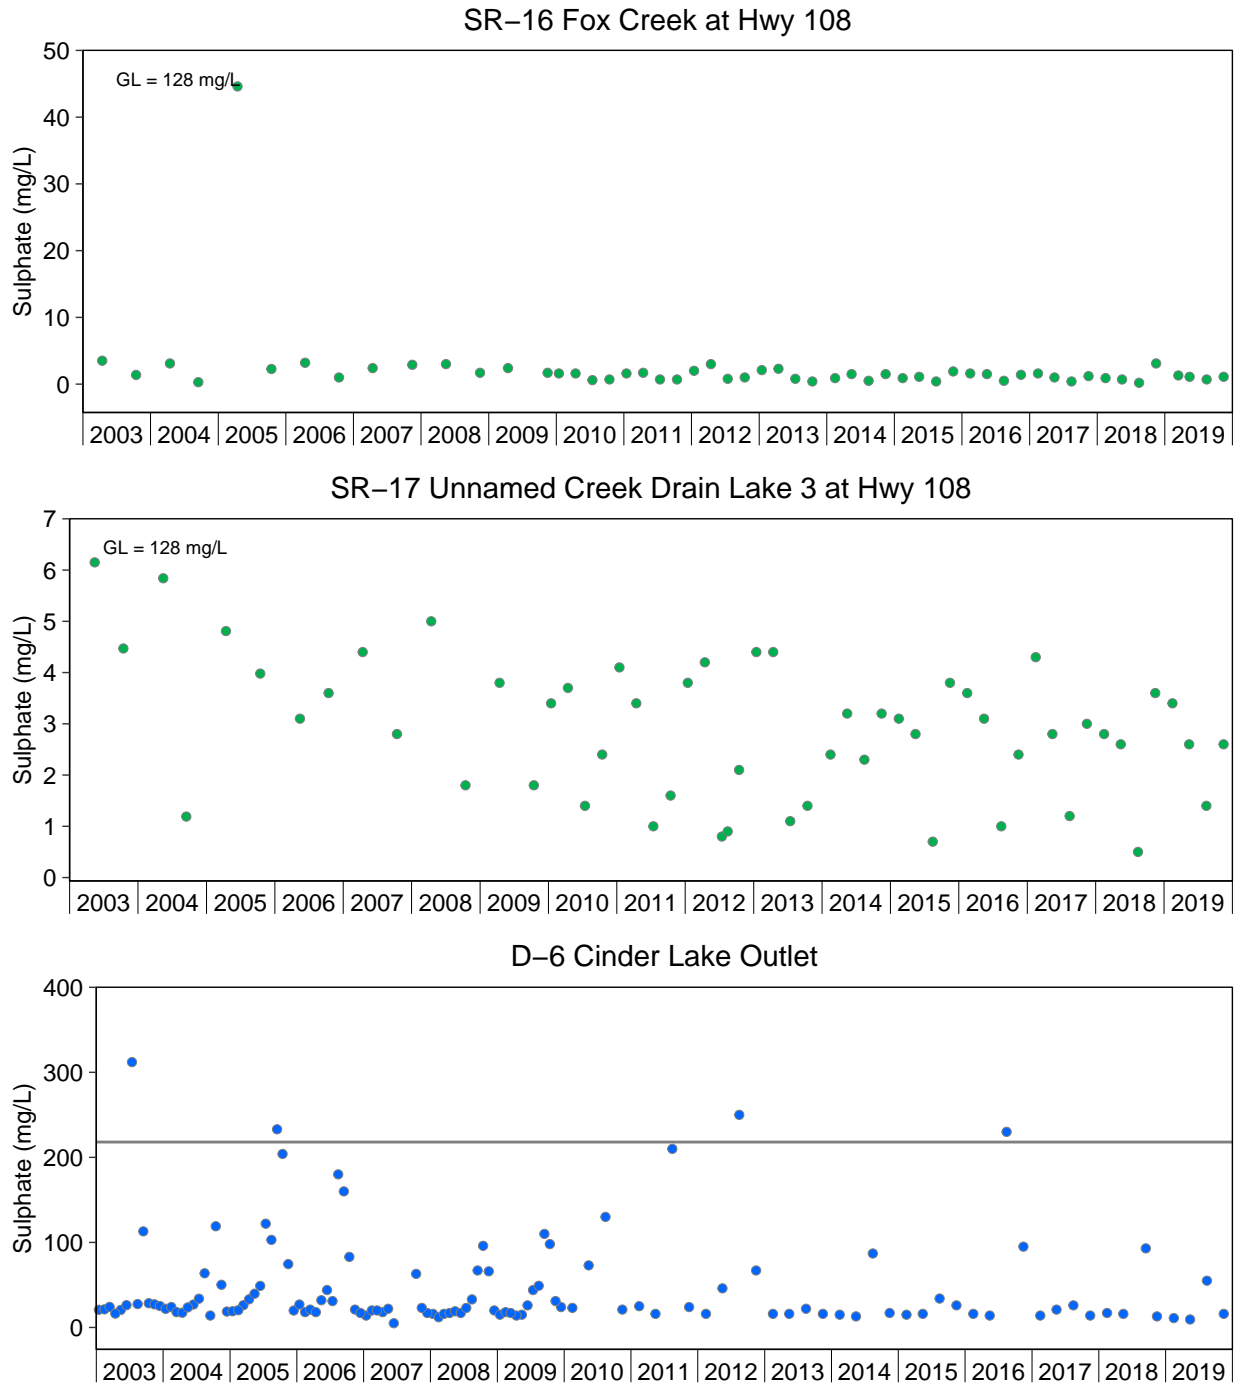 SR−16 Fox Creek at Hwy 108
Sulphate (mg/L)
50
40
30
20
10
0
GL = 128 mg/L
2003 2004 2005 2006 2007 2008 2009 2010 2011 2012 2013 2014 2015 2016 2017 2018 2019
SR−17 Unnamed Creek Drain Lake 3 at Hwy 108
Sulphate (mg/L)
7
6
5
4
3
2
1
0
GL = 128 mg/L
2003 2004 2005 2006 2007 2008 2009 2010 2011 2012 2013 2014 2015 2016 2017 2018 2019
D−6 Cinder Lake Outlet
Sulphate (mg/L)
400
300
200
100
0
2003 2004 2005 2006 2007 2008 2009 2010 2011 2012 2013 2014 2015 2016 2017 2018 2019